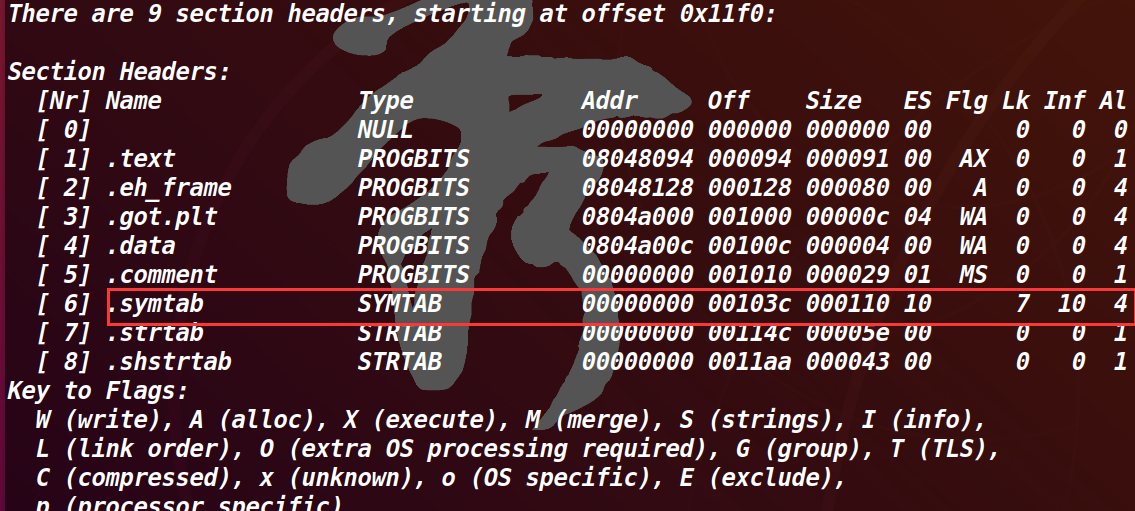 There are 9 section headers, starting at offset 0x11f0:
Section Headers:
[Nr] Name Type Addr Off Size ES Flg Lk Inf Al
[ 0] NULL 00000000 000000 000000 00 0 0 0
[ 1] .text PROGBITS 08048094 000094 000091 00 AX 0 0 1
[ 2] .eh_frame PROGBITS 08048128 000128 000080 00 A 0 0 4
[ 3] .got.plt PROGBITS 0804a000 001000 00000c 04 WA 0 0 4
[ 4] .data PROGBITS 0804a00c 00100c 000004 00 WA 0 0 4
[ 5] .comment PROGBITS 00000000 001010 000029 01 MS 0 0 1
[ 6] .symtab SYMTAB 00000000 00103c 000110 10 7 10 4
[ 7] .strtab STRTAB 00000000 00114c 00005e 00 0 0 1
[ 8] .shstrtab STRTAB 00000000 0011aa 000043 00 0 0 1
Key to Flags:
W (write), A (alloc), X (execute), M (merge), S (strings), I (info),
L (link order), O (extra OS processing required), G (group), T (TLS),
C (compressed), x (unknown), o (OS specific), E (exclude),
p (processor specific)